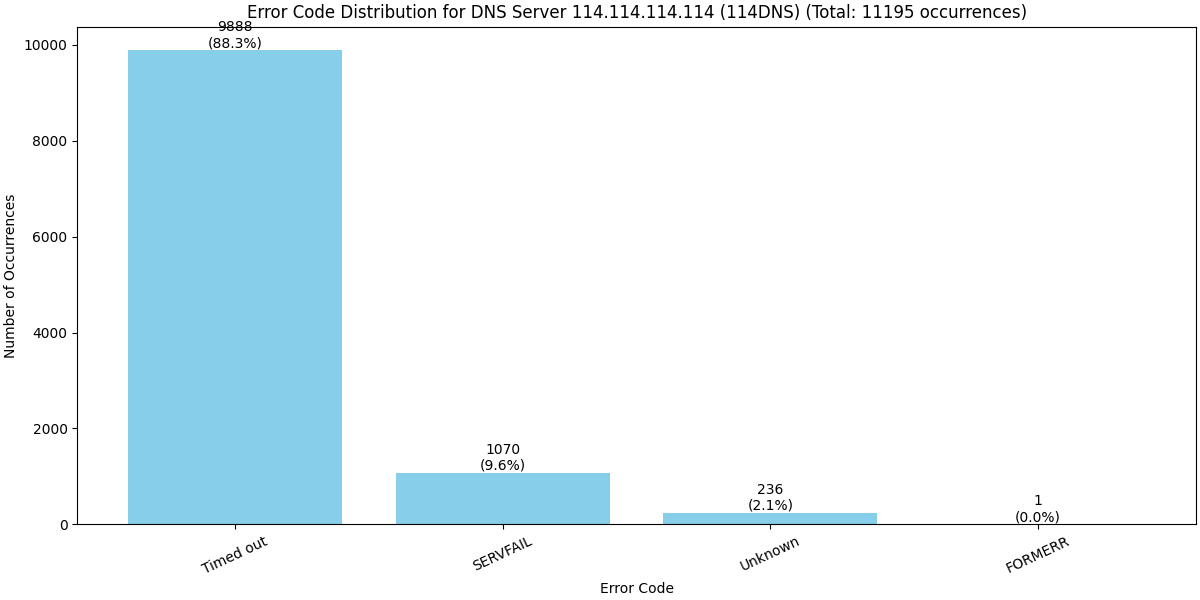 Error Code Distribution for DNS Server 114.114.114.114 (114DNS) (Total: 11195 occurrences)
Number of Occurrences
10000
8000
6000
4000
2000
0
9888
(88.3%)
1070
(9.6%)
236
(2.1%)
1
(0.0%)
Timed out
SERVFAIL
Unknown
FORMERR
Error Code